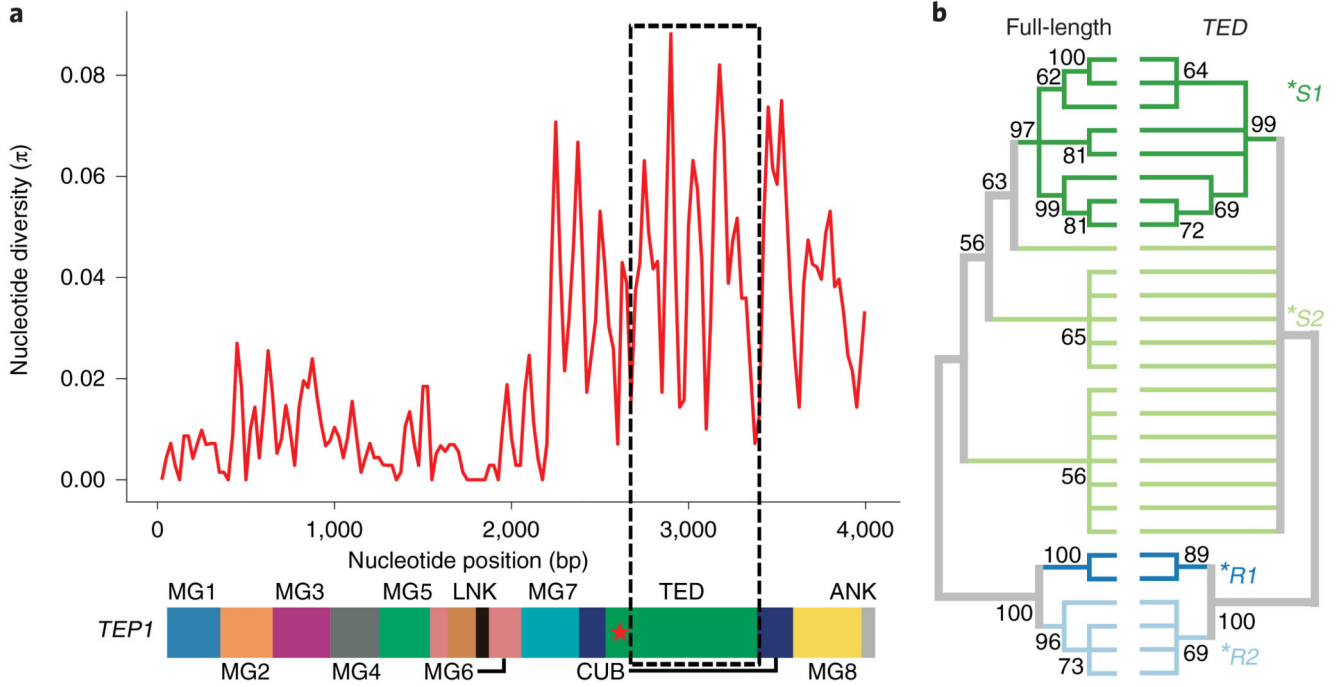 a
Nucleotide diversity (π)
0.08
0.06
0.04
0.02
0.00
0
1,000
2,000
3,000
4,000
Nucleotide position (bp)
MG1
MG3
MG5
LNK
MG7
TED
ANK
TEP1
MG2
MG4
MG6
CUB
MG8
b
Full-length
TED
100
62
97
81
99
81
63
56
65
56
100
100
96
73
64
99
69
72
89
100
69
*S1
*S2
*R1
*R2